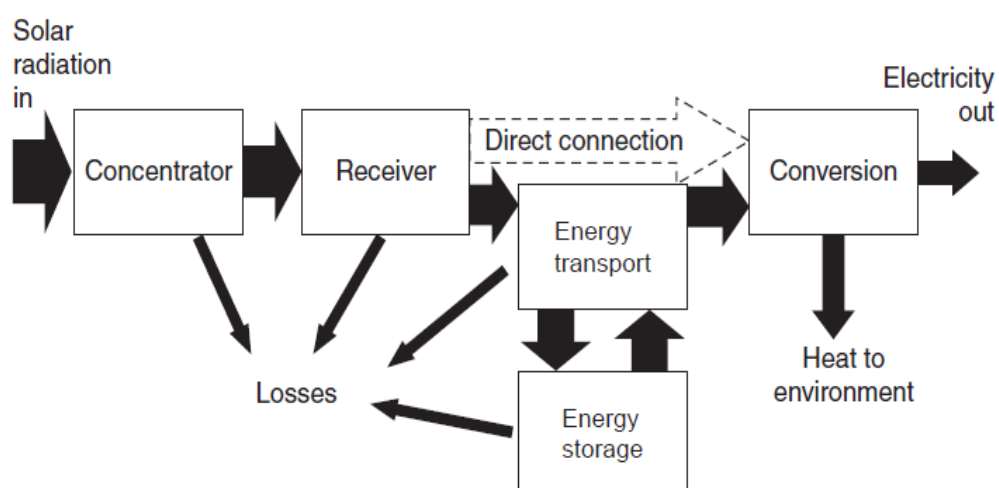 Solar
radiation
in
Electricity
out
Concentrator
Receiver
Direct connection
Conversion
Energy
transport
Heat to
environment
Losses
Energy
storage